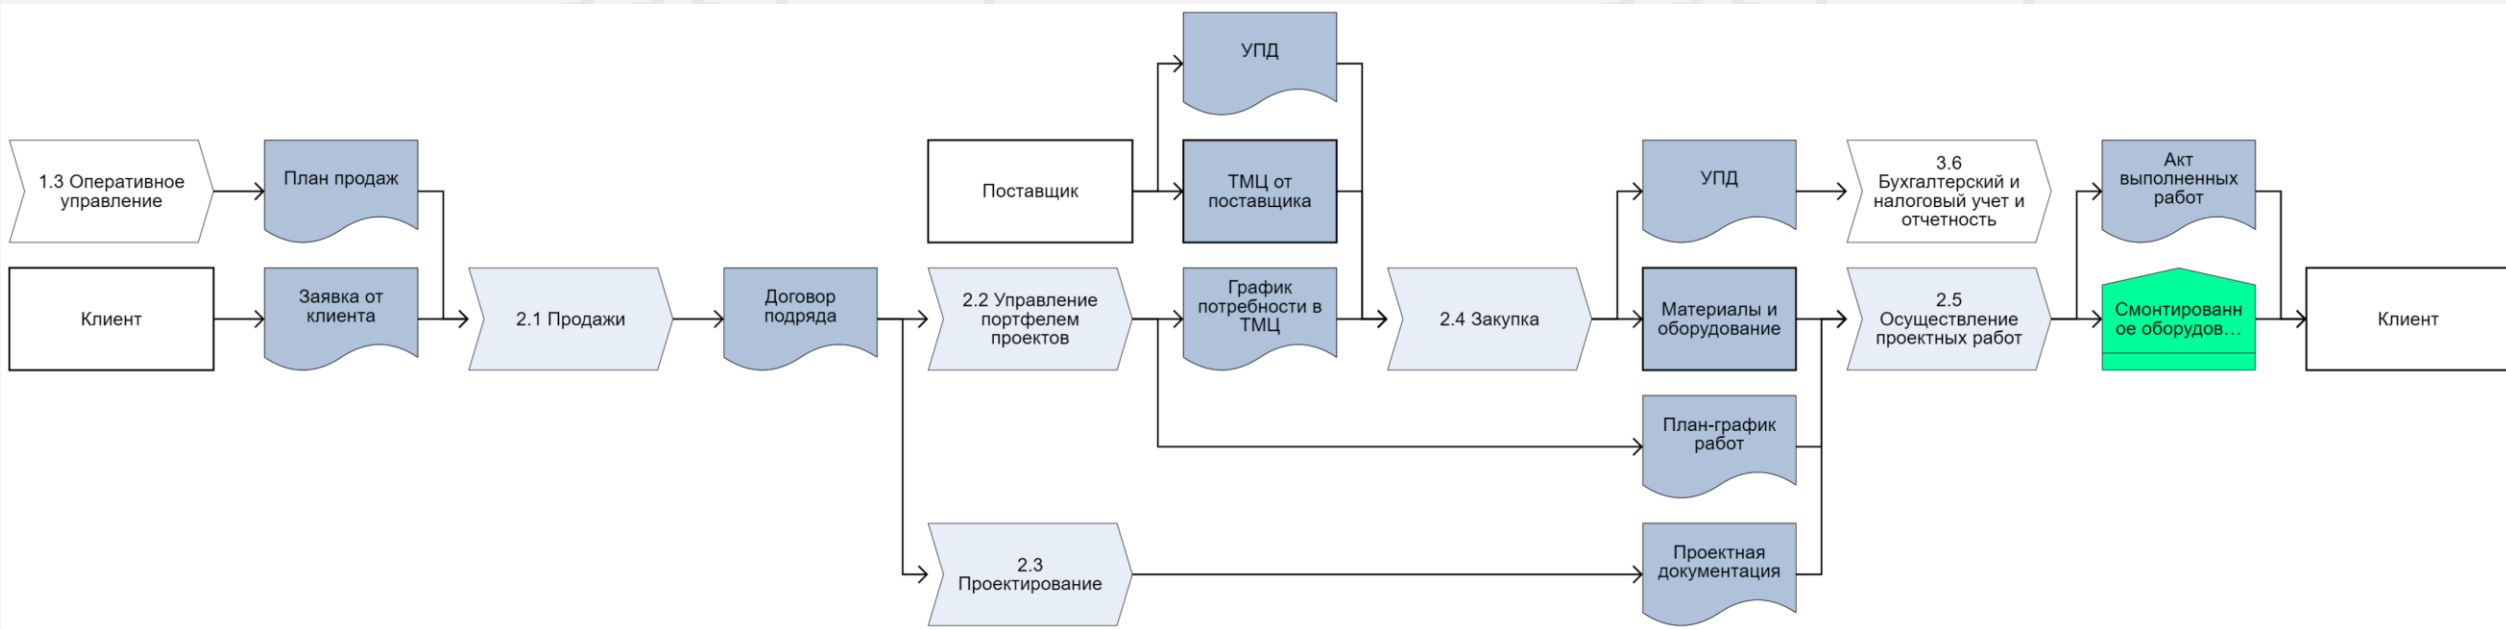 УПД
1.3 Оперативное
управление
План продаж
Поставщик
ТМЦ от
поставщика
УПД
3.6
Бухгалтерский и
налоговый учет и
отчетность
Акт
выполненных
работ
Клиент
Заявка от
клиента
2.1 Продажи
Договор
подряда
2.2 Управление
портфелем
проектов
График
потребности в
ТМЦ
2.4 Закупка
Материалы и
оборудование
2.5
Осуществление
проектных работ
Смонтированн
ое оборудов...
Клиент
План-график
работ
2.3
Проектирование
Проектная
документация